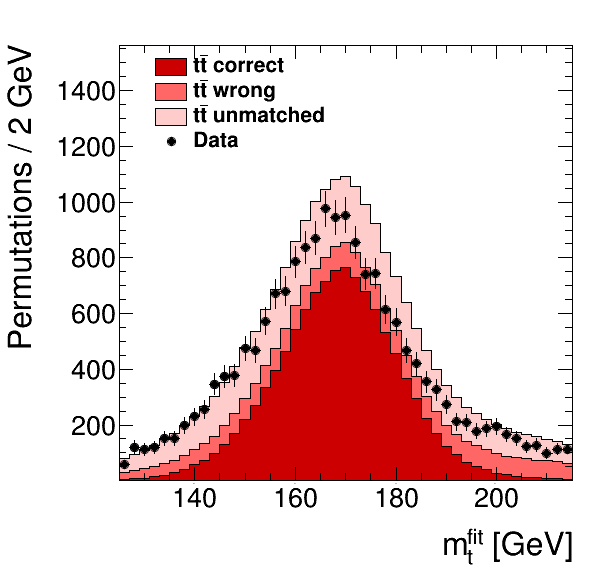 Permutations / 2 GeV
1400
1200
1000
800
600
400
200
tt̄ correct
tt̄ wrong
tt̄ unmatched
Data
140 160 180 200
m_t^fit [GeV]